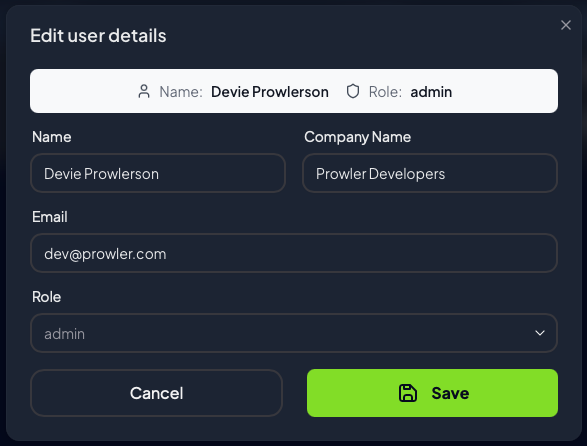 Edit user details
Name: Devie Prowlerson Role: admin
Name Company Name
Devie Prowlerson Prowler Developers
Email
dev@prowler.com
Role
admin
Cancel Save